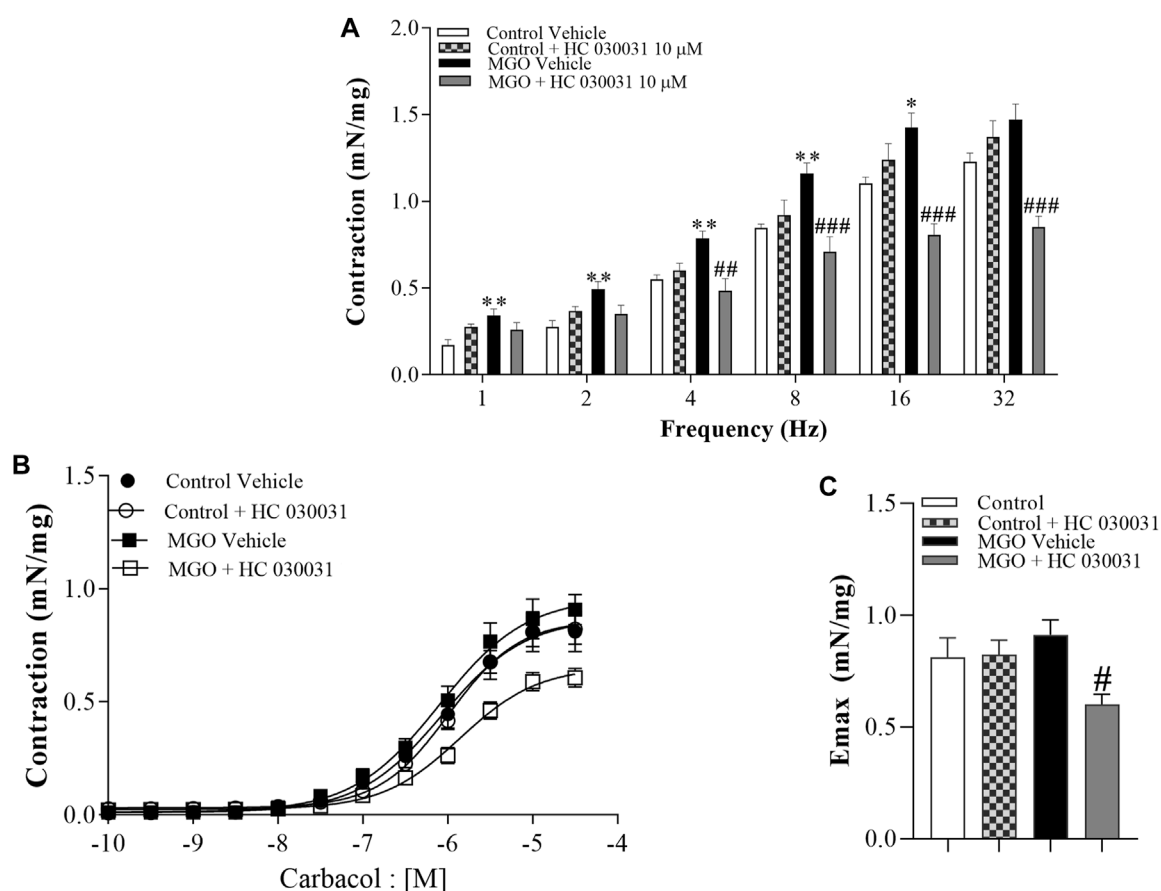 A
2.0
1.5
1.0
0.5
0.0
Contraction (mN/mg)
Control Vehicle
Control + HC 030031 10 μM
MGO Vehicle
MGO + HC 030031 10 μM
**
**
**
##
**
###
*
###
###
1 2 4 8 16 32
Frequency (Hz)
B
1.5
1.0
0.5
0.0
Contraction (mN/mg)
Control Vehicle
Control + HC 030031
MGO Vehicle
MGO + HC 030031
-10 -9 -8 -7 -6 -5 -4
Carbacol : [M]
C
1.5
1.0
0.5
0.0
Emax (mN/mg)
Control
Control + HC 030031
MGO Vehicle
MGO + HC 030031
#